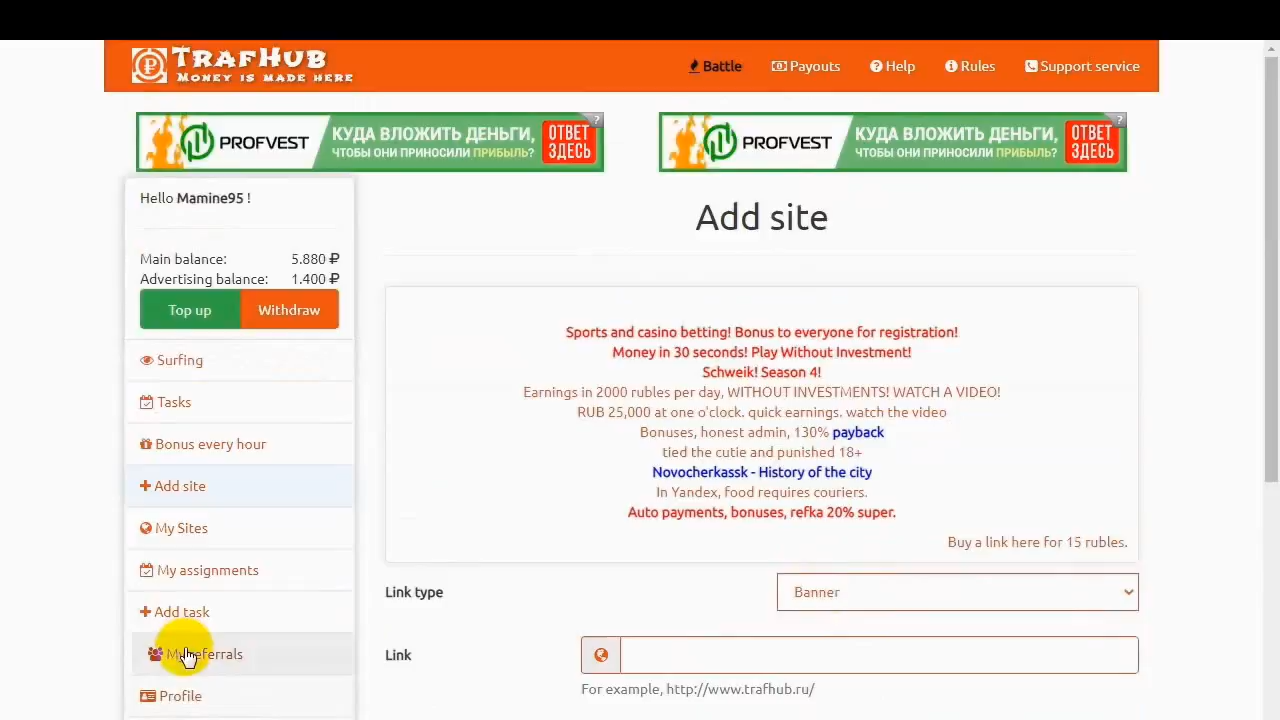 TRAFHUB
MONEY IS MADE HERE
Battle
Payouts
Help
Rules
Support service
PROFVEST
КУДА ВЛОЖИТЬ ДЕНЬГИ,
ЧТОБЫ ОНИ ПРИНОСИЛИ ПРИБЫЛЬ?
ОТВЕТ
ЗДЕСЬ
?
PROFVEST
КУДА ВЛОЖИТЬ ДЕНЬГИ,
ЧТОБЫ ОНИ ПРИНОСИЛИ ПРИБЫЛЬ?
ОТВЕТ
ЗДЕСЬ
?
Hello Mamine95 !
Main balance: 5.880 ₽
Advertising balance: 1.400 ₽
Top up
Withdraw
Surfing
Tasks
Bonus every hour
Add site
My Sites
My assignments
Add task
My referrals
Profile
Add site
Sports and casino betting! Bonus to everyone for registration!
Money in 30 seconds! Play Without Investment!
Schweik! Season 4!
Earnings in 2000 rubles per day, WITHOUT INVESTMENTS! WATCH A VIDEO!
RUB 25,000 at one o'clock. quick earnings. watch the video
Bonuses, honest admin, 130% payback
tied the cutie and punished 18+
Novocherkassk - History of the city
In Yandex, food requires couriers.
Auto payments, bonuses, refka 20% super.
Buy a link here for 15 rubles.
Link type
Banner
Link
For example, http://www.trafhub.ru/